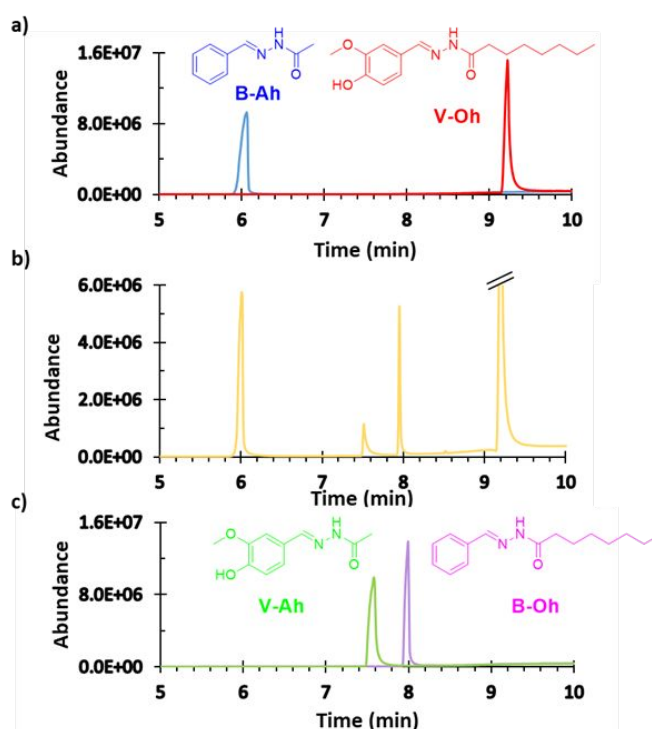 a)
1.6E+07
8.0E+06
0.0E+00
Abundance
H
N
N
O
B-Ah
O
HO
N
H
N
O
V-Oh
5 6 7 8 9 10
Time (min)
b)
6.0E+06
4.0E+06
2.0E+06
0.0E+00
Abundance
5 6 7 8 9 10
Time (min)
c)
1.6E+07
8.0E+06
0.0E+00
Abundance
O
HO
N
H
N
O
V-Ah
N
H
N
O
B-Oh
5 6 7 8 9 10
Time (min)